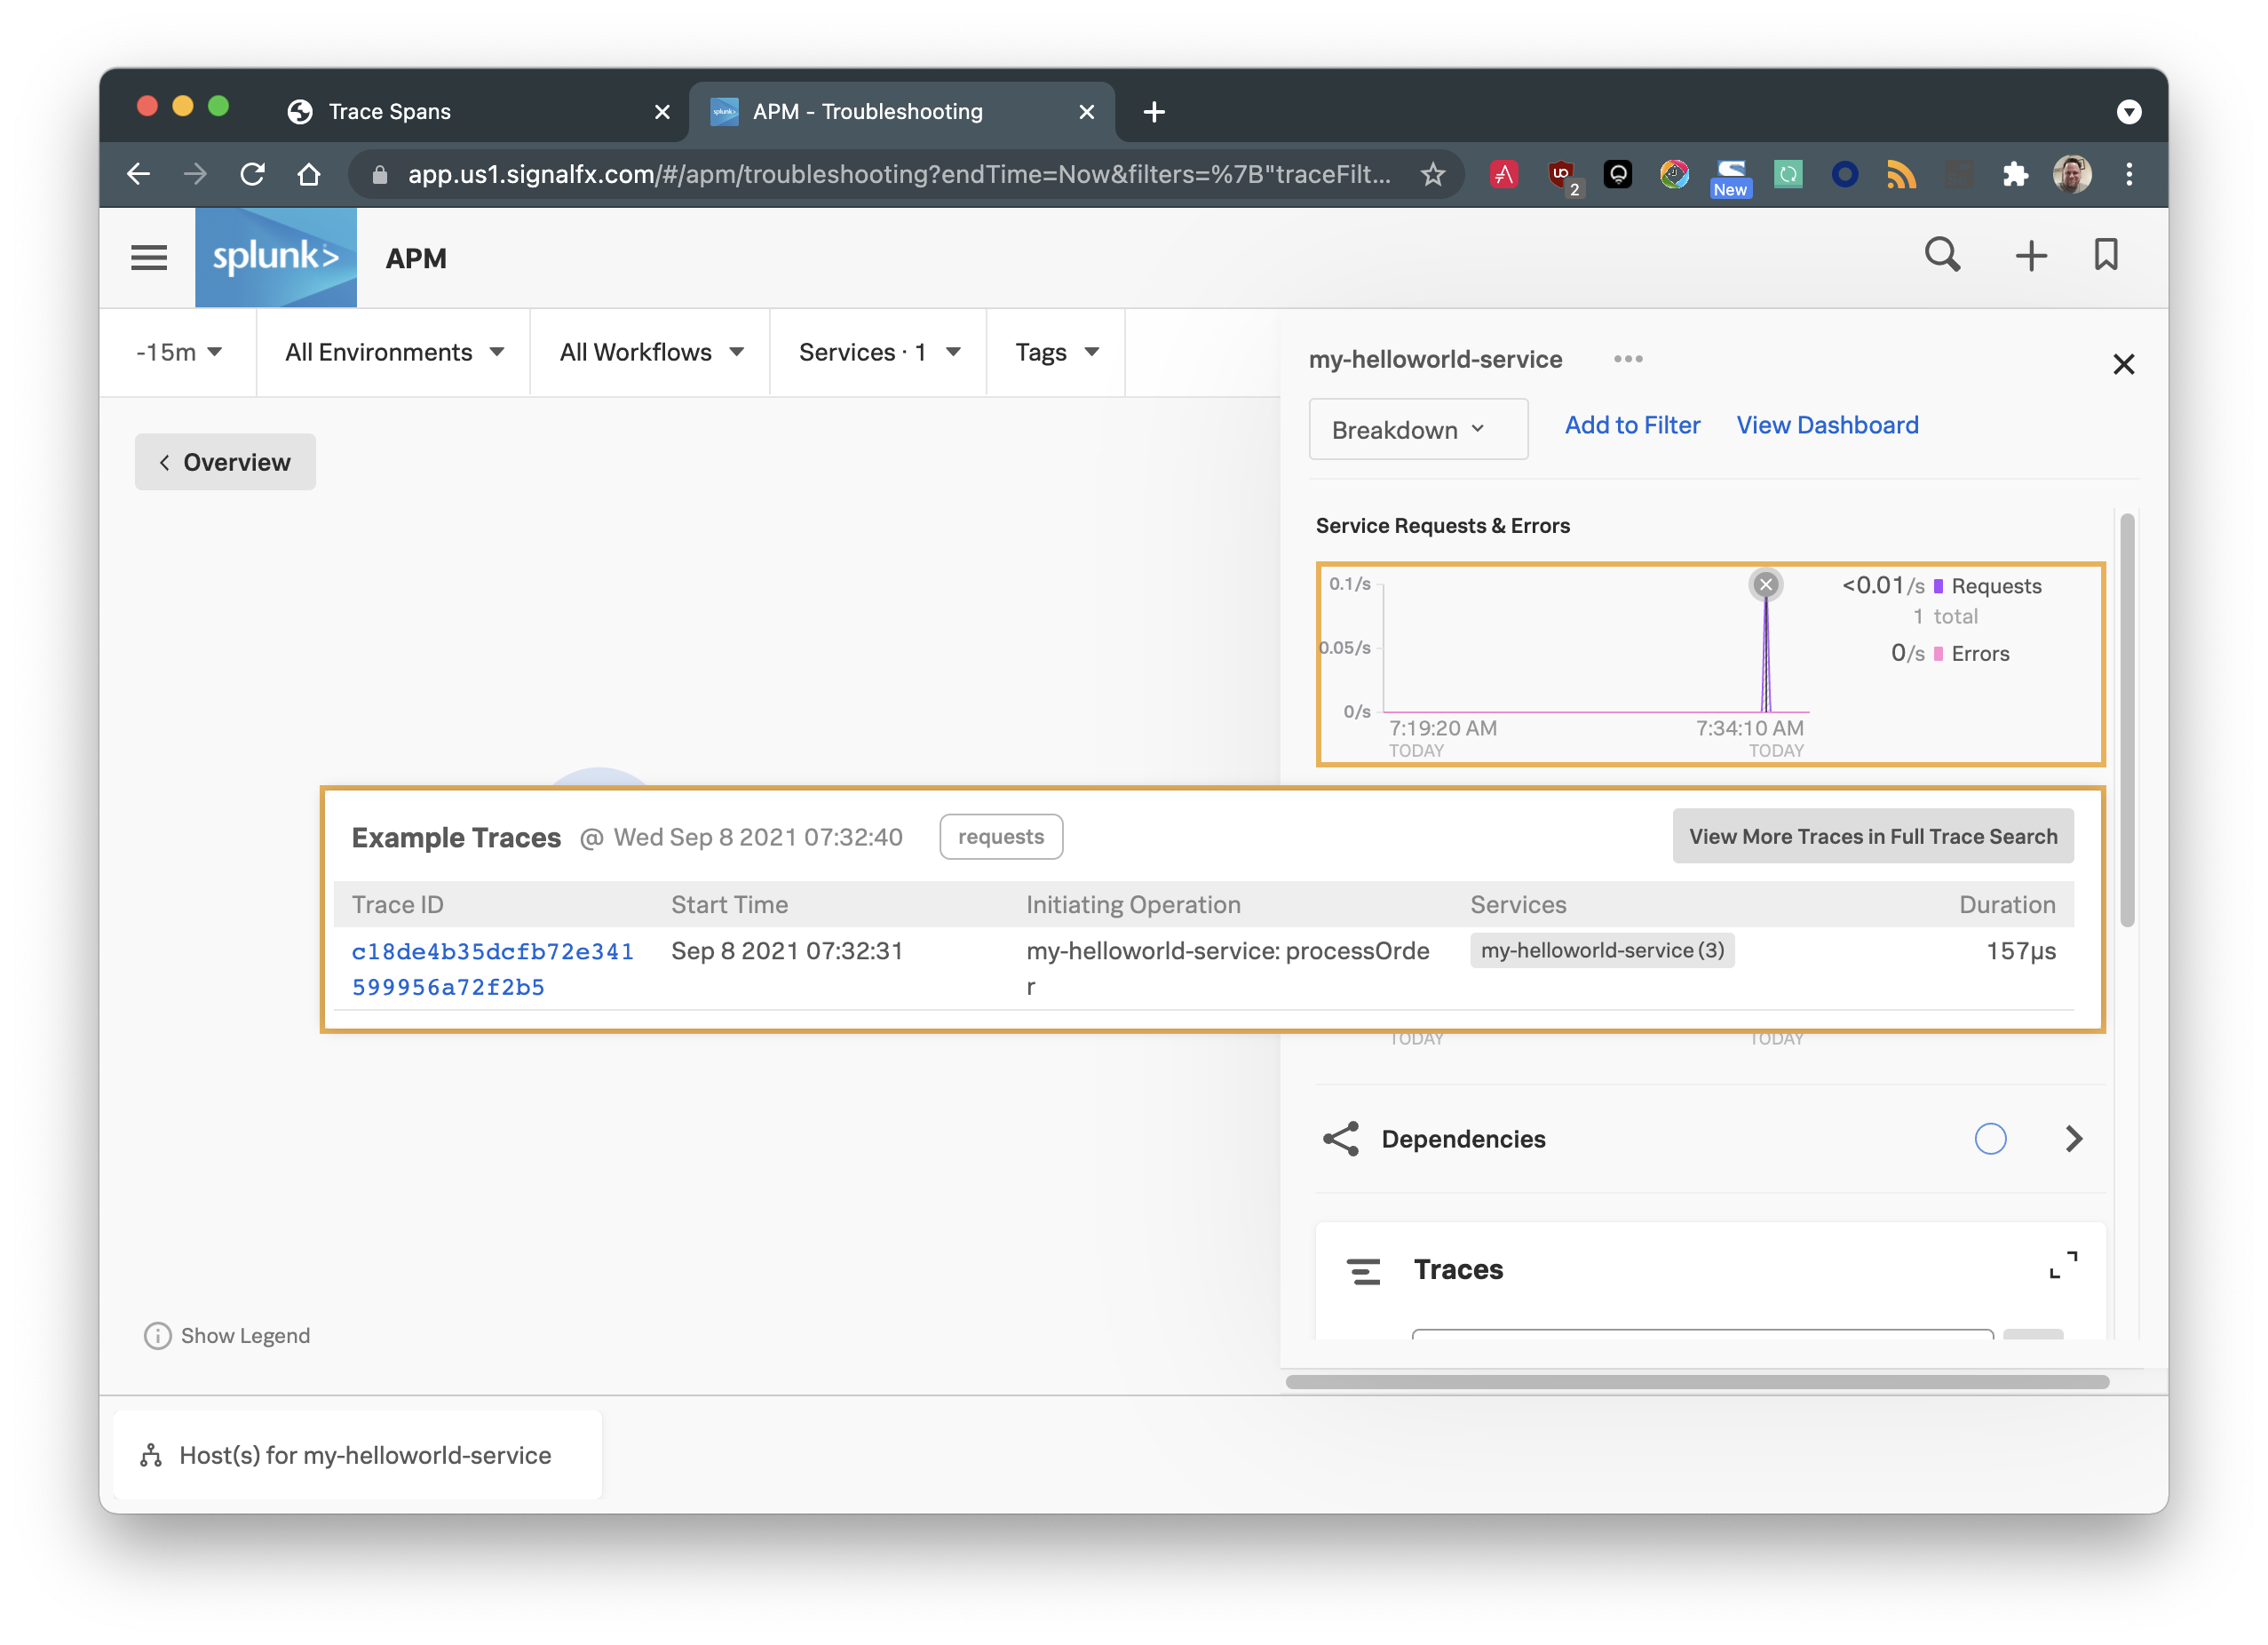 Trace Spans
splunk> APM - Troubleshooting
app.us1.signalfx.com/#/apm/troubleshooting?endTime=Now&filters=%7B"traceFilt...
2
New
splunk> APM
-15m All Environments All Workflows Services · 1 Tags
my-helloworld-service
Breakdown Add to Filter View Dashboard
Overview
Service Requests & Errors
0.1/s
0.05/s
0/s
7:19:20 AM
TODAY
7:34:10 AM
TODAY
<0.01/s Requests
1 total
0/s Errors
Example Traces @ Wed Sep 8 2021 07:32:40 requests View More Traces in Full Trace Search
Trace ID Start Time Initiating Operation Services Duration
c18de4b35dcfb72e341 Sep 8 2021 07:32:31 my-helloworld-service: processOrde my-helloworld-service (3) 157μs
599956a72f2b5 r
TODAY TODAY
Dependencies
Traces
Show Legend
Host(s) for my-helloworld-service